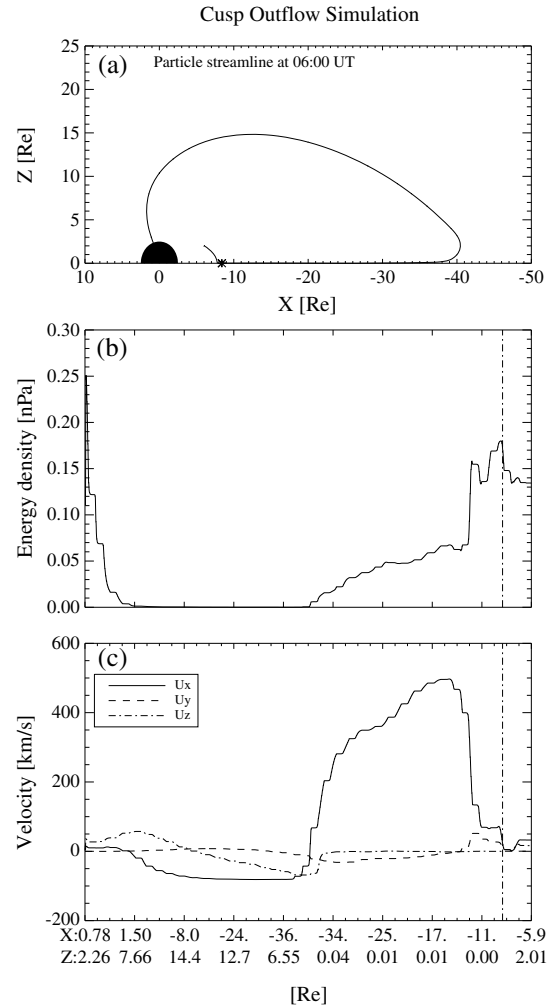 Cusp Outflow Simulation
(a)
Particle streamline at 06:00 UT
Z [Re]
25
20
15
10
5
0
10 0 -10 -20 -30 -40 -50
X [Re]
(b)
Energy density [nPa]
0.30
0.25
0.20
0.15
0.10
0.05
0.00
(c)
Ux
Uy
Uz
Velocity [km/s]
600
400
200
0
-200
X:0.78 1.50 -8.0 -24. -36. -34. -25. -17. -11. -5.9
Z:2.26 7.66 14.4 12.7 6.55 0.04 0.01 0.01 0.00 2.01
[Re]